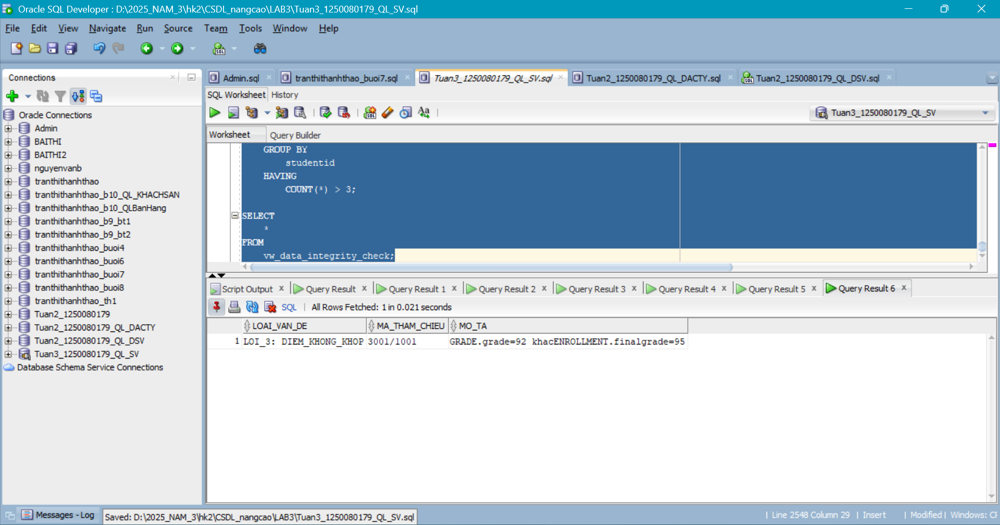 Oracle SQL Developer : D:\2025_NAM_3\hk2\CSDL_nangcao\LAB3\Tuan3_1250080179_QL_SV.sql
File Edit View Navigate Run Source Team Tools Window Help
Connections
Oracle Connections
Admin
BAITHI
BAITHI2
nguyenvanb
tranthithanhthao
tranthithanhthao_b10_QL_KHACHSAN
tranthithanhthao_b10_QLBanHang
tranthithanhthao_b9_bt1
tranthithanhthao_b9_bt2
tranthithanhthao_buoi4
tranthithanhthao_buoi6
tranthithanhthao_buoi7
tranthithanhthao_buoi8
tranthithanhthao_th1
Tuan2_1250080179
Tuan2_1250080179_QL_DACTY
Tuan2_1250080179_QL_DSV
Tuan3_1250080179_QL_SV
Database Schema Service Connections
Admin.sql tranthithanhthao_buoi7.sql Tuan3_1250080179_QL_SV.sql Tuan2_1250080179_QL_DACTY.sql Tuan2_1250080179_QL_DSV.sql
SQL Worksheet History
Tuan3_1250080179_QL_SV
Worksheet Query Builder
GROUP BY
studentid
HAVING
COUNT(*) > 3;
SELECT
*
FROM
vw_data_integrity_check;
Script Output Query Result Query Result 1 Query Result 2 Query Result 3 Query Result 4 Query Result 5 Query Result 6
SQL | All Rows Fetched: 1 in 0.021 seconds
LOAI_VAN_DE MA_THAM_CHIEU MO_TA
1 LOI_3: DIEM_KHONG_KHOP 3001/1001 GRADE.grade=92 khacENROLLMENT.finalgrade=95
Messages - Log Saved: D:\2025_NAM_3\hk2\CSDL_nangcao\LAB3\Tuan3_1250080179_QL_SV.sql
| Line 2548 Column 29 | Insert | Modified | Windows: C